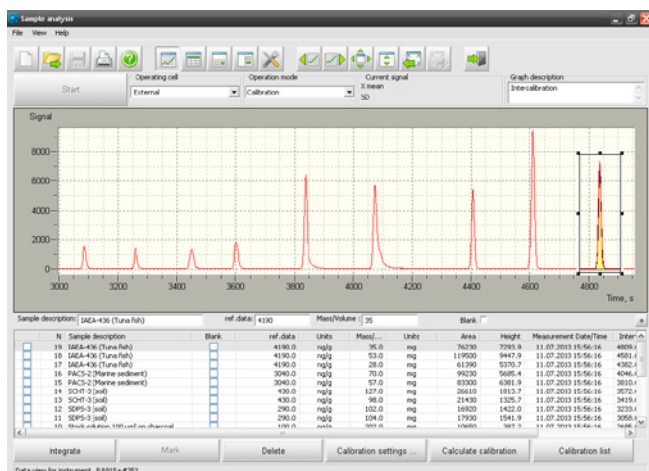 Sample analysis
File View Help
Start
Operating cell
External
Operation mode
Calibration
Current signal
X mean
SD
Graph description
Intercalibration
Signal
8000
6000
4000
2000
0
3000 3200 3400 3600 3800 4000 4200 4400 4600 4800
Time, s
Sample description: IAEA-436 (Tuna fish) ref.data: 4190 Mass/Volume : 35 Blank
N Sample description Blank ref.data Units Mass/... Units Area Height Measurement Date/Time Inter
19 IAEA-436 (Tuna fish) 4190.0 ng/g 35.0 mg 76230 7293.9 11.07.2013 15:56:16 4809.
18 IAEA-436 (Tuna fish) 4190.0 ng/g 53.0 mg 119500 9447.9 11.07.2013 15:56:16 4581.
17 IAEA-436 (Tuna fish) 4190.0 ng/g 28.0 mg 61390 5370.7 11.07.2013 15:56:16 4382.
16 PACS-2 (Marine sediment) 3040.0 ng/g 70.0 mg 99230 5685.4 11.07.2013 15:56:16 4046.
15 PACS-2 (Marine sediment) 3040.0 ng/g 57.0 mg 83300 6381.9 11.07.2013 15:56:16 3810.
14 SCHT-3 (soil) 430.0 ng/g 127.0 mg 26610 1813.7 11.07.2013 15:56:16 3572.
13 SCHT-3 (soil) 430.0 ng/g 98.0 mg 21430 1325.7 11.07.2013 15:56:16 3419.
12 SDPS-3 (soil) 290.0 ng/g 102.0 mg 16920 1422.0 11.07.2013 15:56:16 3233.
11 SDPS-3 (soil) 290.0 ng/g 104.0 mg 17930 1541.9 11.07.2013 15:56:16 3058.
Integrate Mark Delete Calibration settings ... Calculate calibration Calibration list